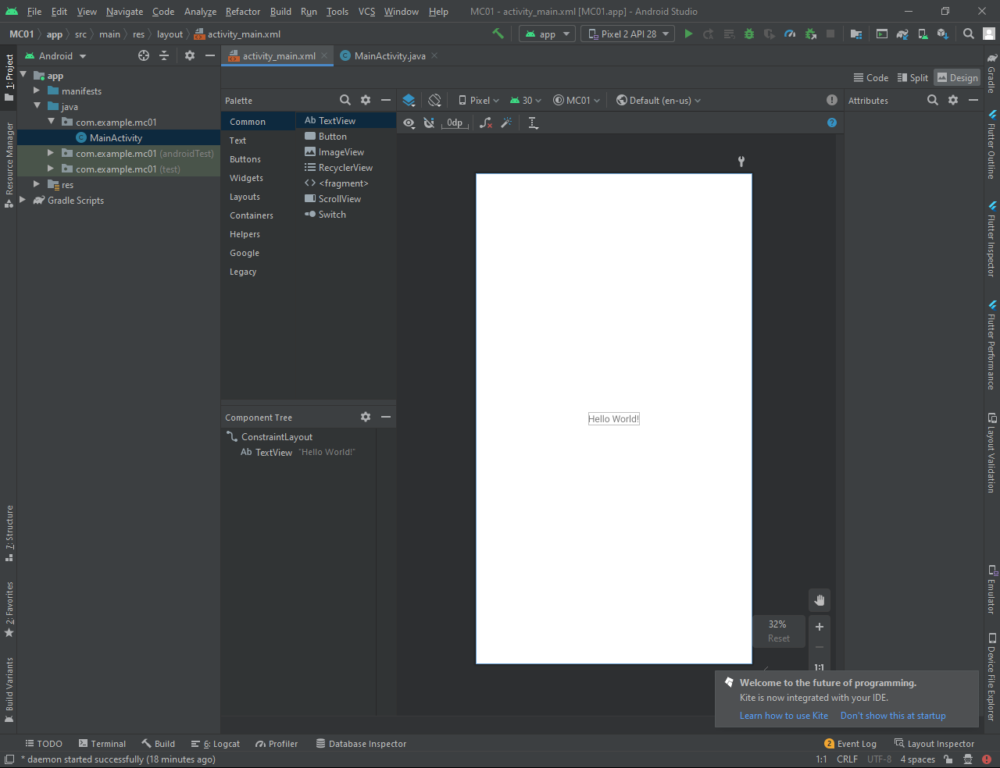 File Edit View Navigate Code Analyze Refactor Build Run Tools VCS Window Help MC01 - activity_main.xml [MC01.app] - Android Studio
MC01 app src main res layout activity_main.xml app Pixel 2 API 28
1: Project
Resource Manager
7: Structure
2: Favorites
Build Variants
Android
app
manifests
java
com.example.mc01
MainActivity
com.example.mc01 (androidTest)
com.example.mc01 (test)
res
Gradle Scripts
activity_main.xml MainActivity.java
Code Split Design
Palette
Common
Text
Buttons
Widgets
Layouts
Containers
Helpers
Google
Legacy
Ab TextView
Button
ImageView
RecyclerView
<fragment>
ScrollView
Switch
Component Tree
ConstraintLayout
Ab TextView "Hello World!"
Pixel 30 MC01 Default (en-us)
0dp
Hello World!
32%
Reset
1:1
Attributes
Gradle
Flutter Outline
Flutter Inspector
Flutter Performance
Layout Validation
Emulator
Device File Explorer
Welcome to the future of programming.
Kite is now integrated with your IDE.
Learn how to use Kite Don't show this at startup
TODO Terminal Build 6: Logcat Profiler Database Inspector 2 Event Log Layout Inspector
* daemon started successfully (18 minutes ago) 1:1 CRLF UTF-8 4 spaces